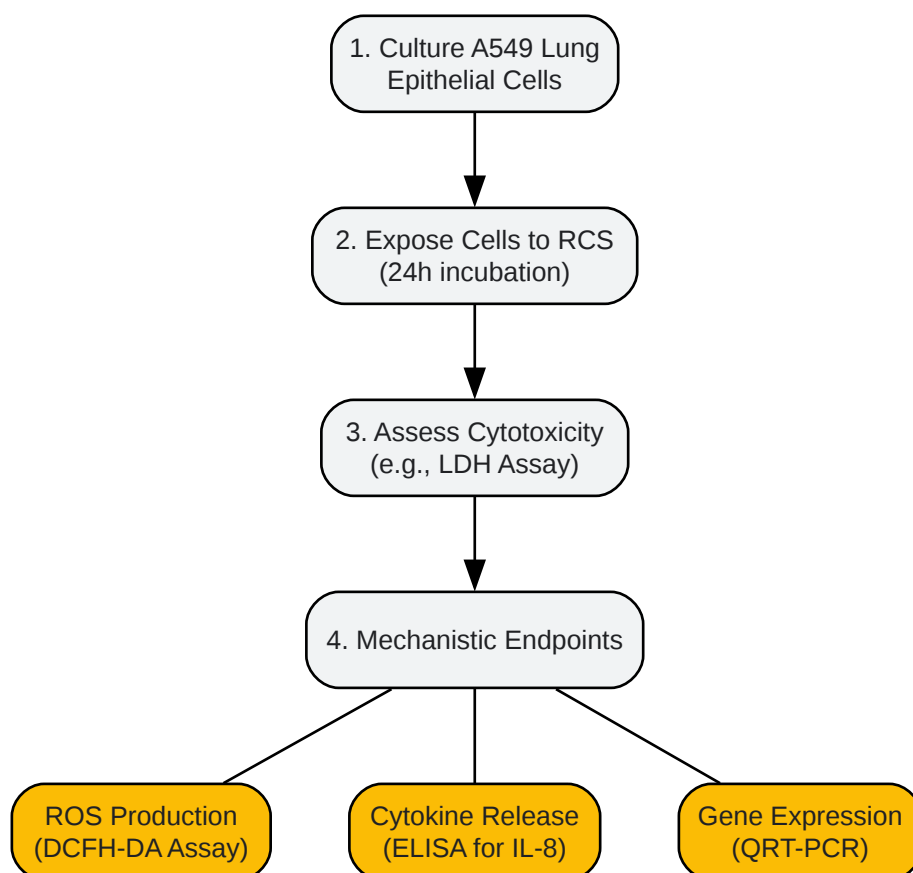 1. Culture A549 Lung
Epithelial Cells
2. Expose Cells to RCS
(24h incubation)
3. Assess Cytotoxicity
(e.g., LDH Assay)
4. Mechanistic Endpoints
ROS Production
(DCFH-DA Assay)
Cytokine Release
(ELISA for IL-8)
Gene Expression
(QRT-PCR)